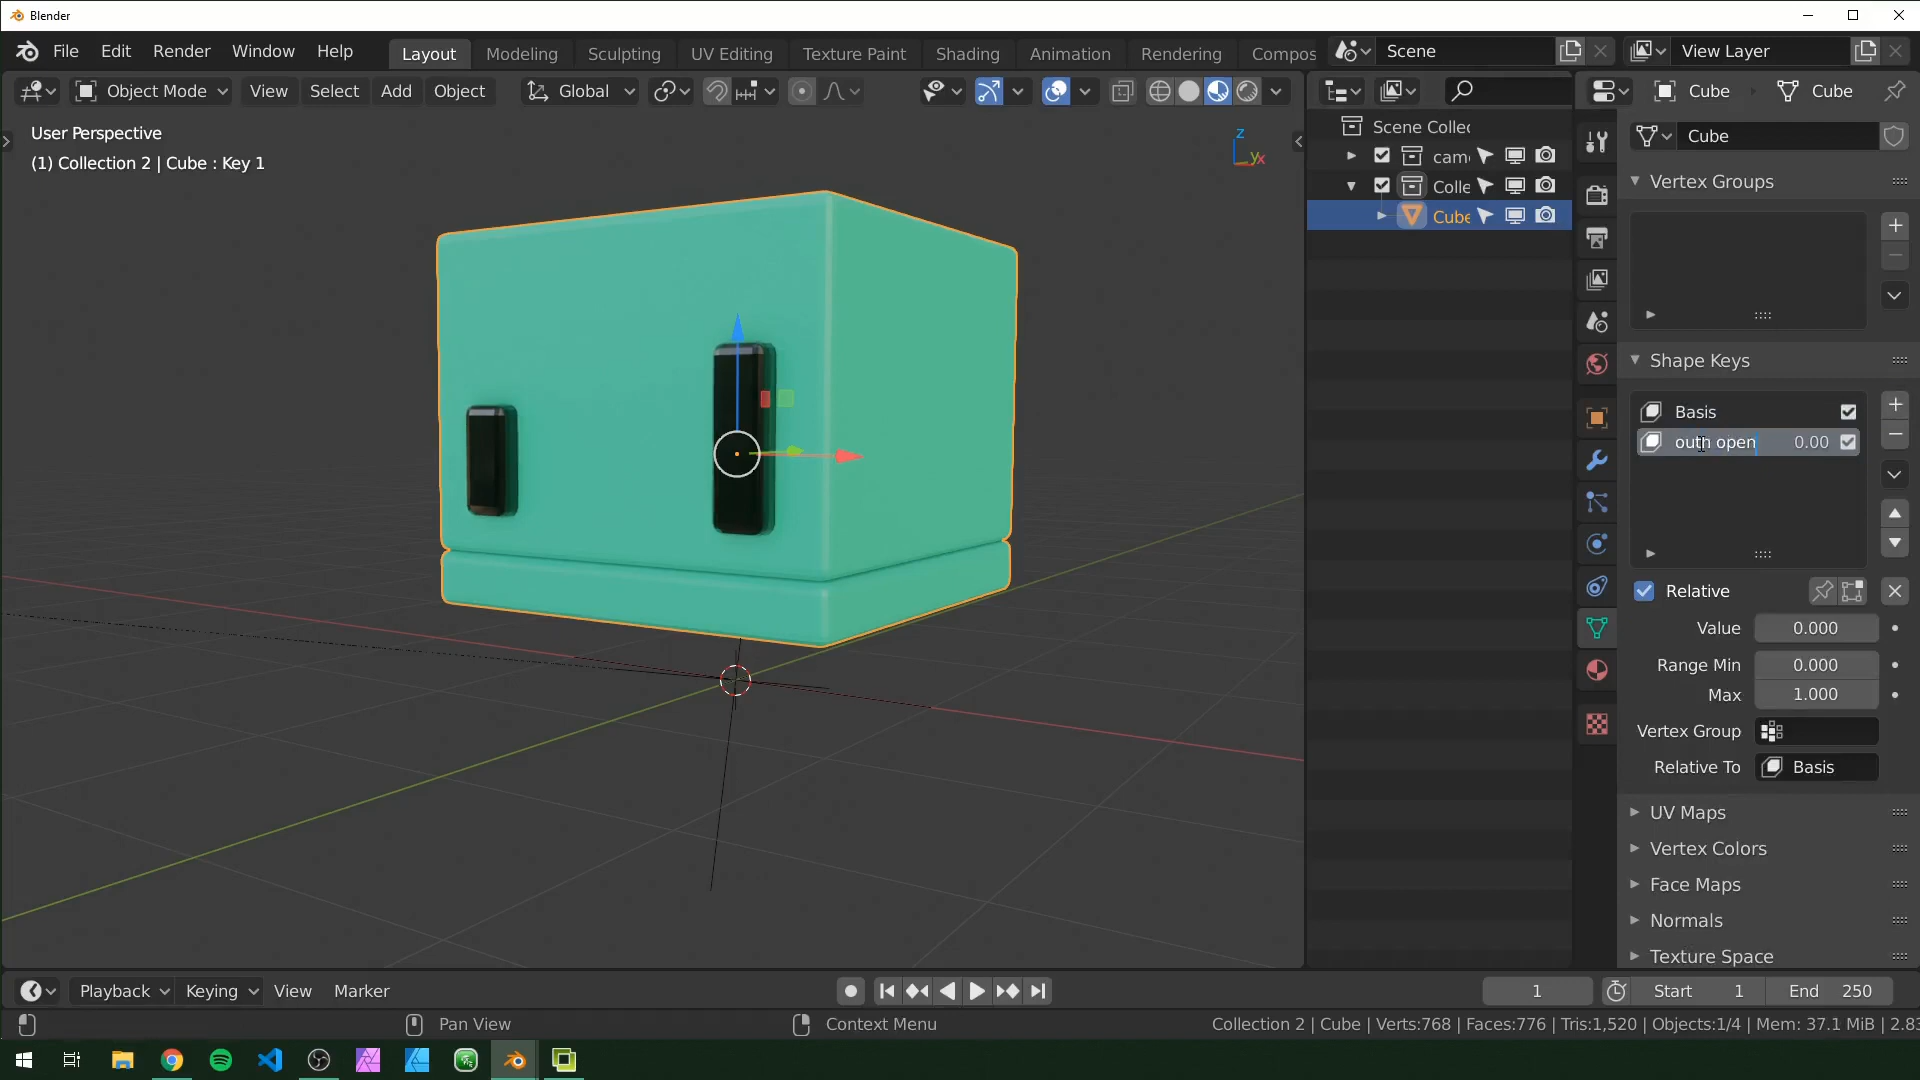 Blender
File Edit Render Window Help Layout Modeling Sculpting UV Editing Texture Paint Shading Animation Rendering Compos Scene View Layer
Object Mode View Select Add Object Global Cube Cube
User Perspective
(1) Collection 2 | Cube : Key 1
Z
Y X
Scene Collec
cam
Colle
Cube
Cube
Vertex Groups
Shape Keys
Basis
outh open 0.00
Relative
Value 0.000
Range Min 0.000
Max 1.000
Vertex Group
Relative To Basis
UV Maps
Vertex Colors
Face Maps
Normals
Texture Space
Playback Keying View Marker 1 Start 1 End 250
Pan View Context Menu Collection 2 | Cube | Verts:768 | Faces:776 | Tris:1,520 | Objects:1/4 | Mem: 37.1 MiB | 2.83